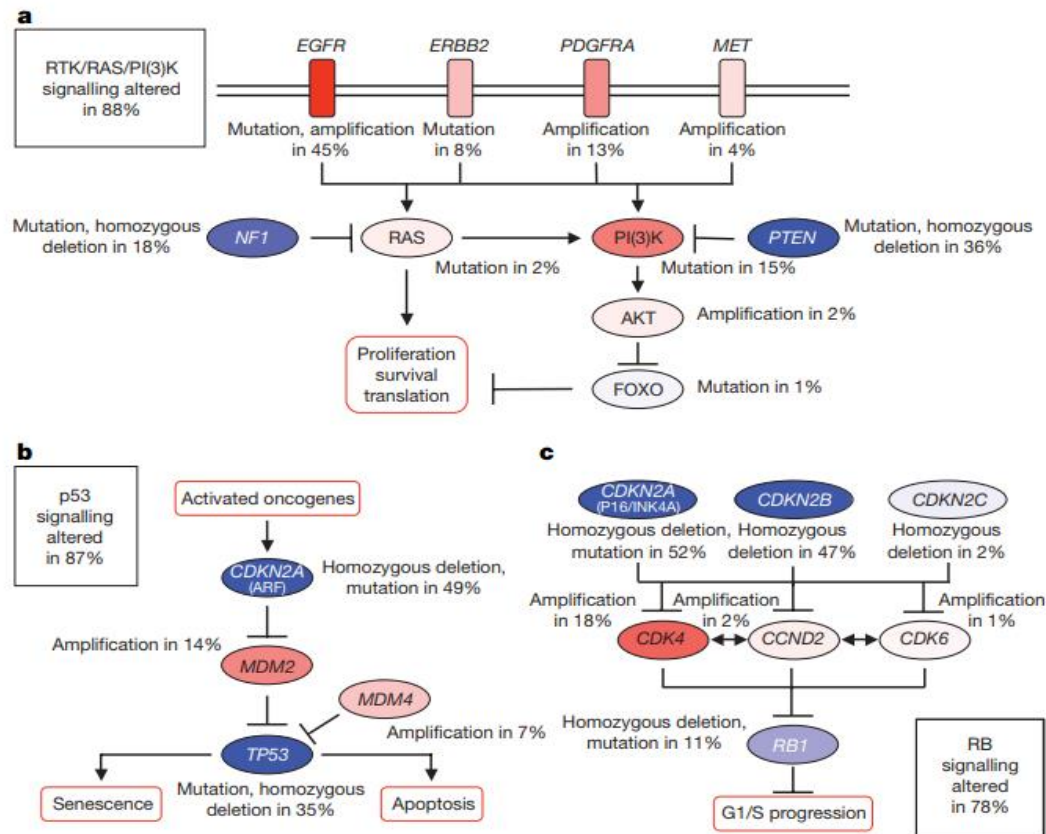 a
RTK/RAS/PI(3)K
signalling altered
in 88%
EGFR
ERBB2
PDGFRA
MET
Mutation, amplification
in 45%
Mutation
in 8%
Amplification
in 13%
Amplification
in 4%
Mutation, homozygous
deletion in 18%
NF1
RAS
Mutation in 2%
PI(3)K
Mutation in 15%
PTEN
Mutation, homozygous
deletion in 36%
AKT
Amplification in 2%
Proliferation
survival
translation
FOXO
Mutation in 1%
b
p53
signalling
altered
in 87%
Activated oncogenes
CDKN2A
(ARF)
Homozygous deletion,
mutation in 49%
Amplification in 14%
MDM2
MDM4
Amplification in 7%
TP53
Mutation, homozygous
deletion in 35%
Senescence
Apoptosis
c
CDKN2A
(P16/INK4A)
CDKN2B
CDKN2C
Homozygous deletion,
mutation in 52%
Homozygous
deletion in 47%
Homozygous
deletion in 2%
Amplification
in 18%
Amplification
in 2%
Amplification
in 1%
CDK4
CCND2
CDK6
Homozygous deletion,
mutation in 11%
RB1
G1/S progression
RB
signalling
altered
in 78%